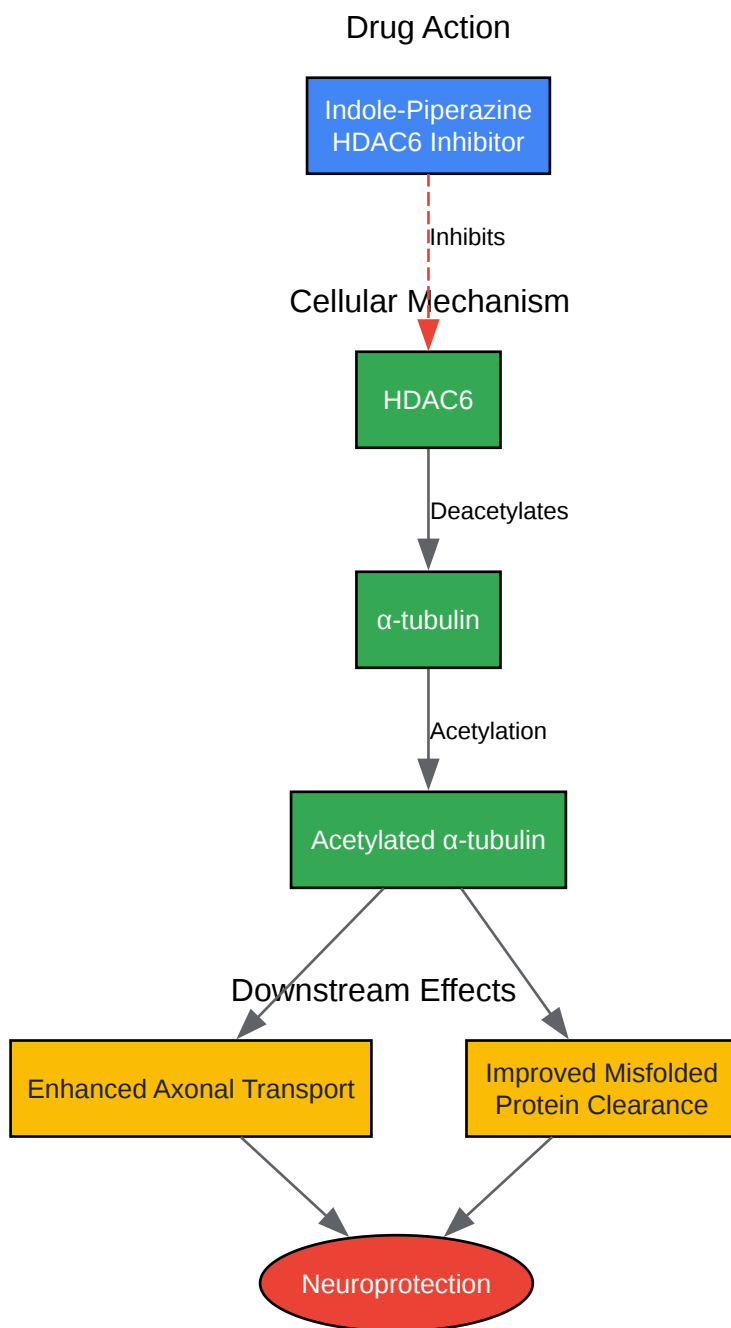 Drug Action
Indole-Piperazine
HDAC6 Inhibitor
Inhibits
Cellular Mechanism
HDAC6
Deacetylates
α-tubulin
Acetylation
Acetylated α-tubulin
Downstream Effects
Enhanced Axonal Transport
Improved Misfolded
Protein Clearance
Neuroprotection